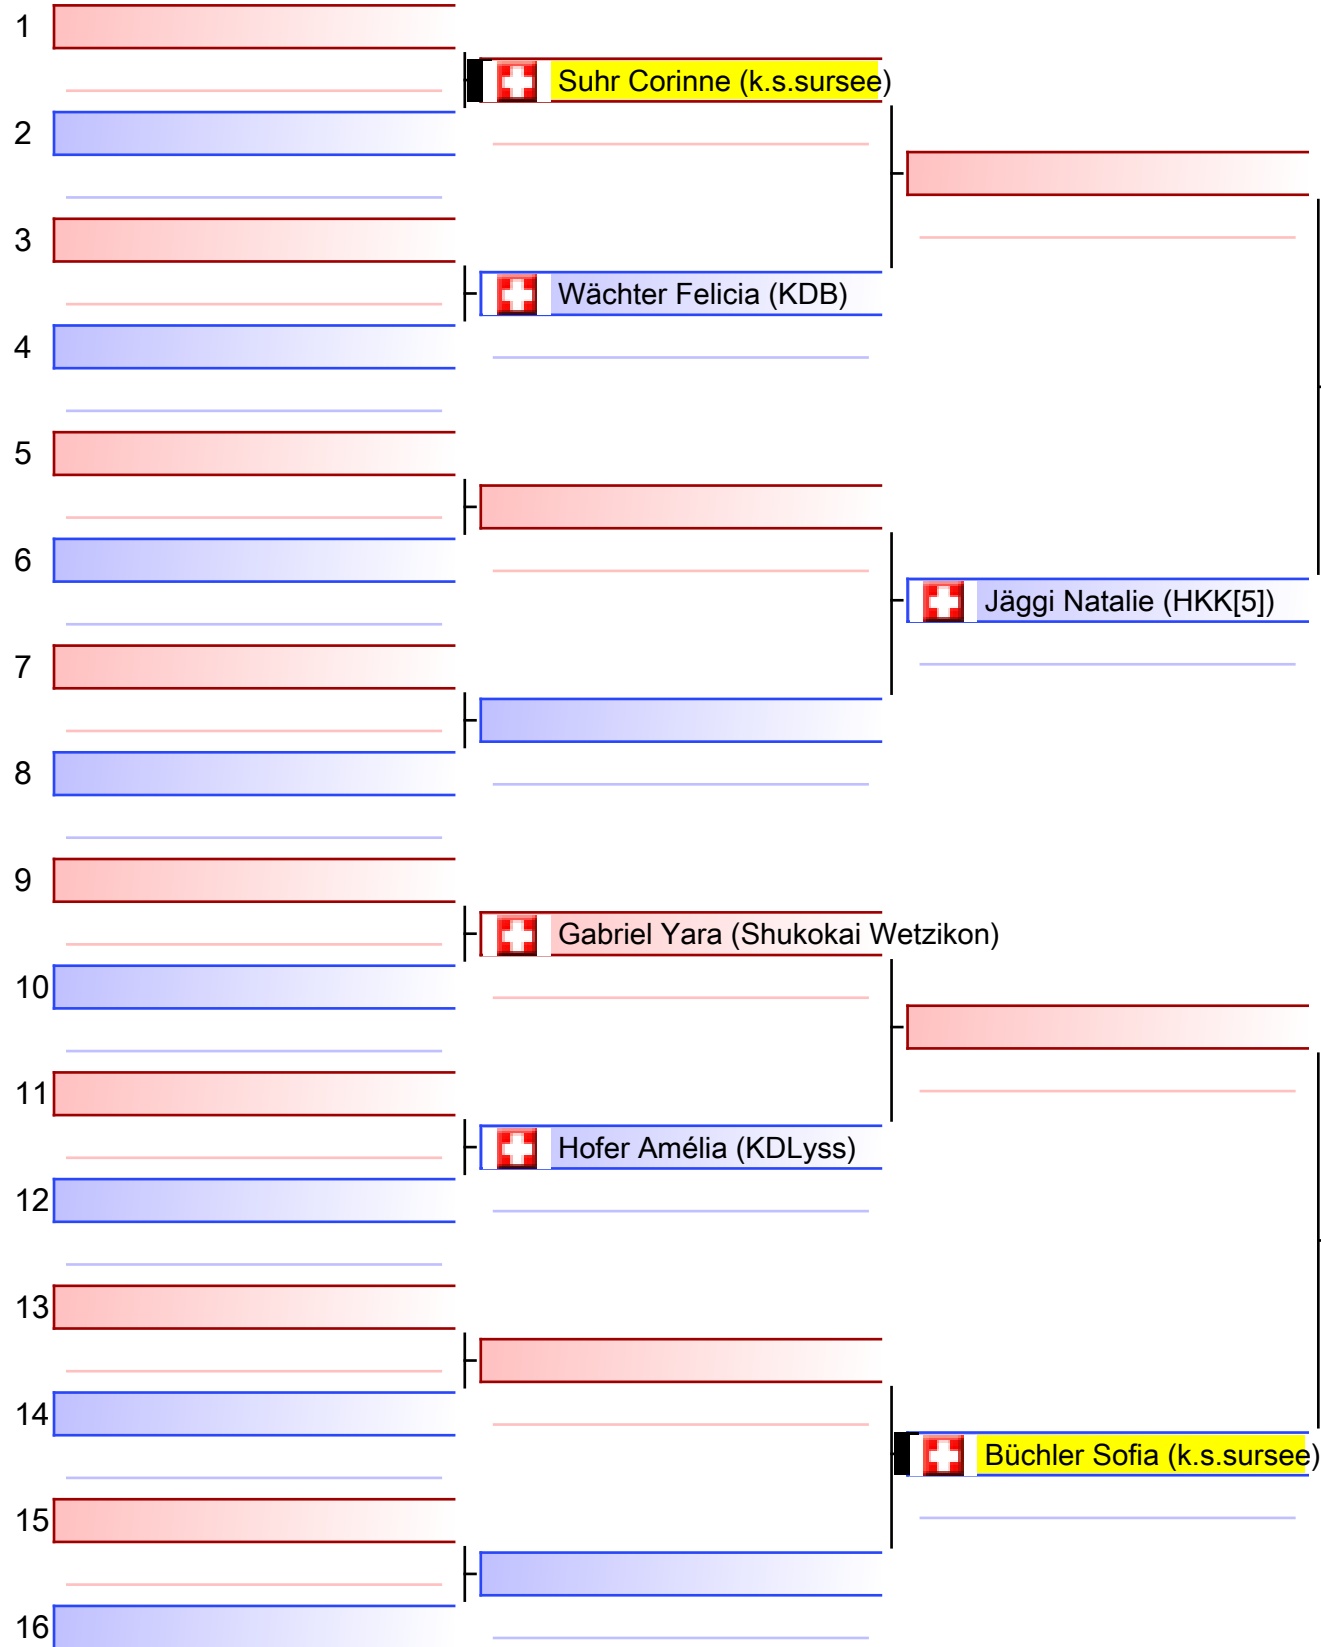 1
Suhr Corinne (k.s.sursee)
2
3
Wächter Felicia (KDB)
4
5
6
Jäggi Natalie (HKK[5])
7
8
9
Gabriel Yara (Shukokai Wetzikon)
10
11
Hofer Amélia (KDLyss)
12
13
14
Büchler Sofia (k.s.sursee)
15
16